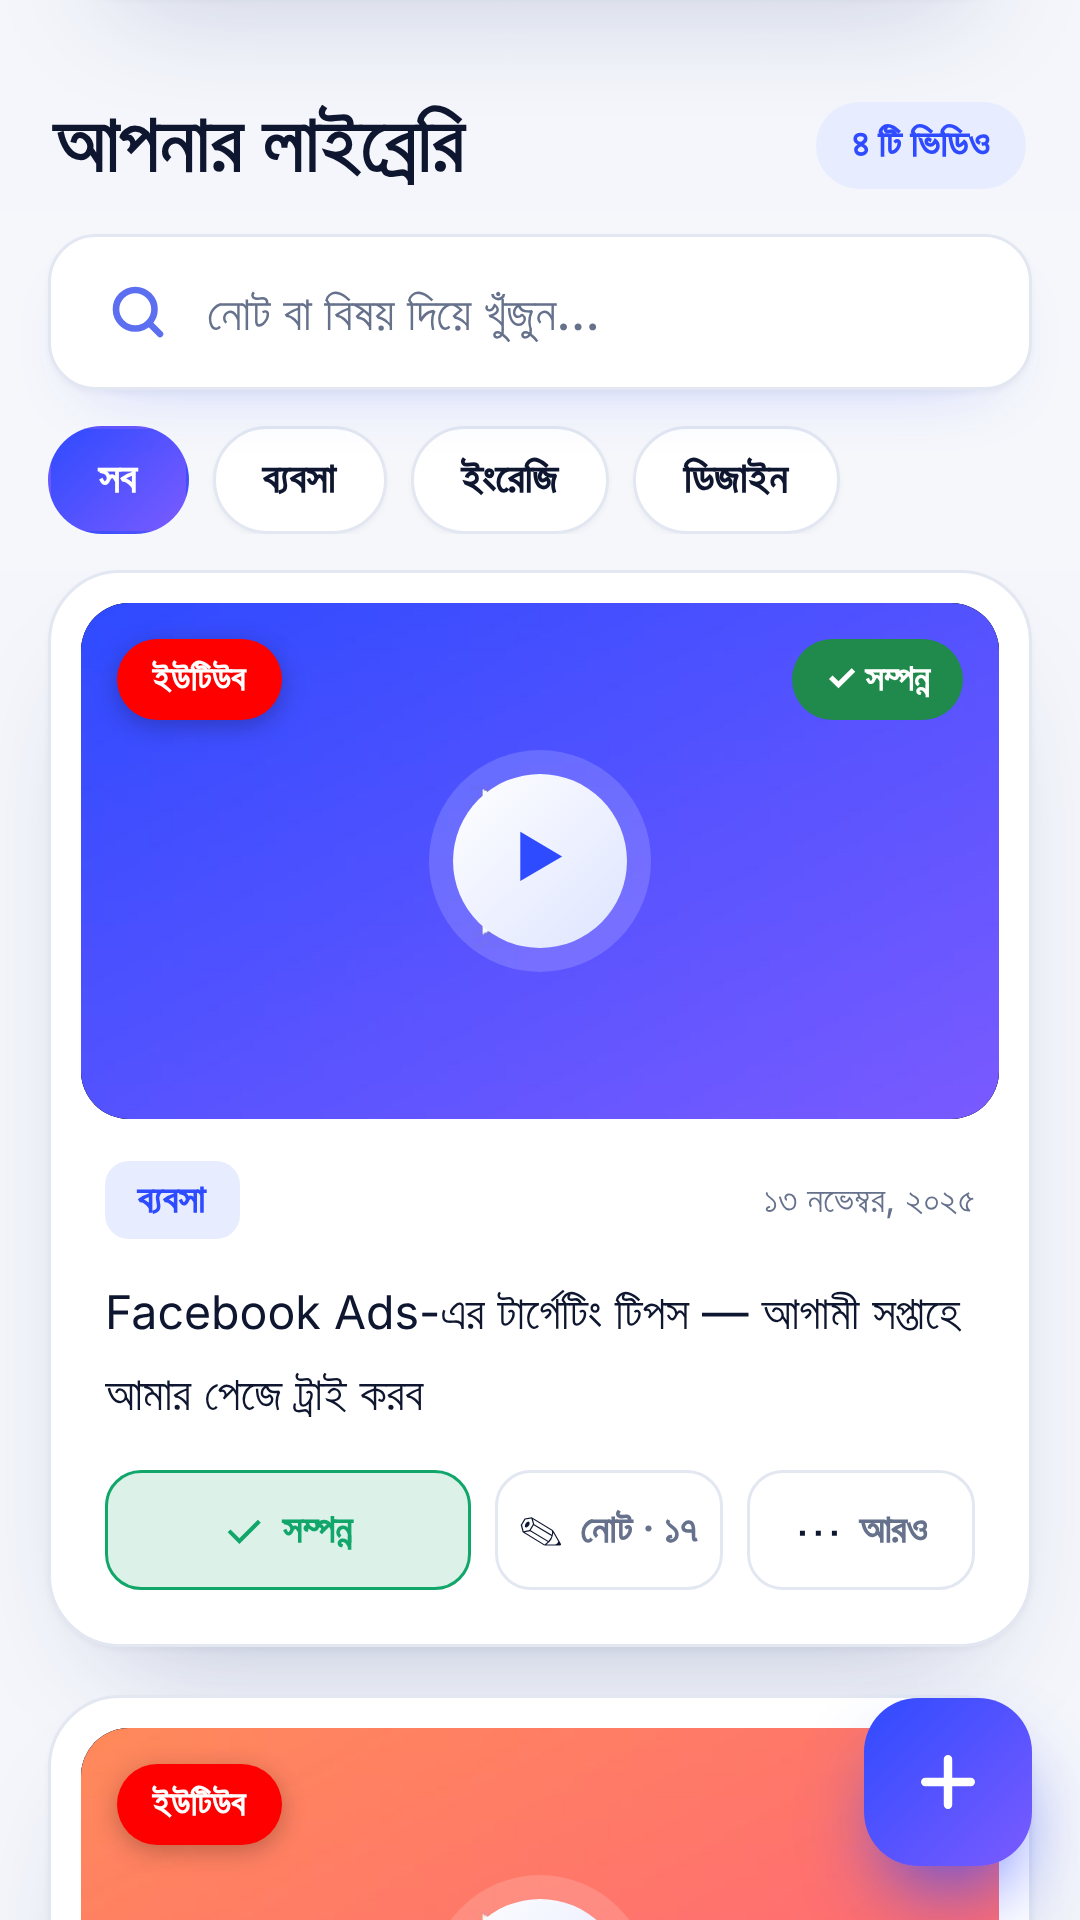 আপনার লাইব্রেরি
৪ টি ভিডিও
নোট বা বিষয় দিয়ে খুঁজুন...
সব
ব্যবসা
ইংরেজি
ডিজাইন
ইউটিউব
✓ সম্পন্ন
ব্যবসা
১৩ নভেম্বর, ২০২৫
Facebook Ads-এর টার্গেটিং টিপস — আগামী সপ্তাহে
আমার পেজে ট্রাই করব
✓ সম্পন্ন
✎ নোট · ১৭
⋯ আরও
ইউটিউব